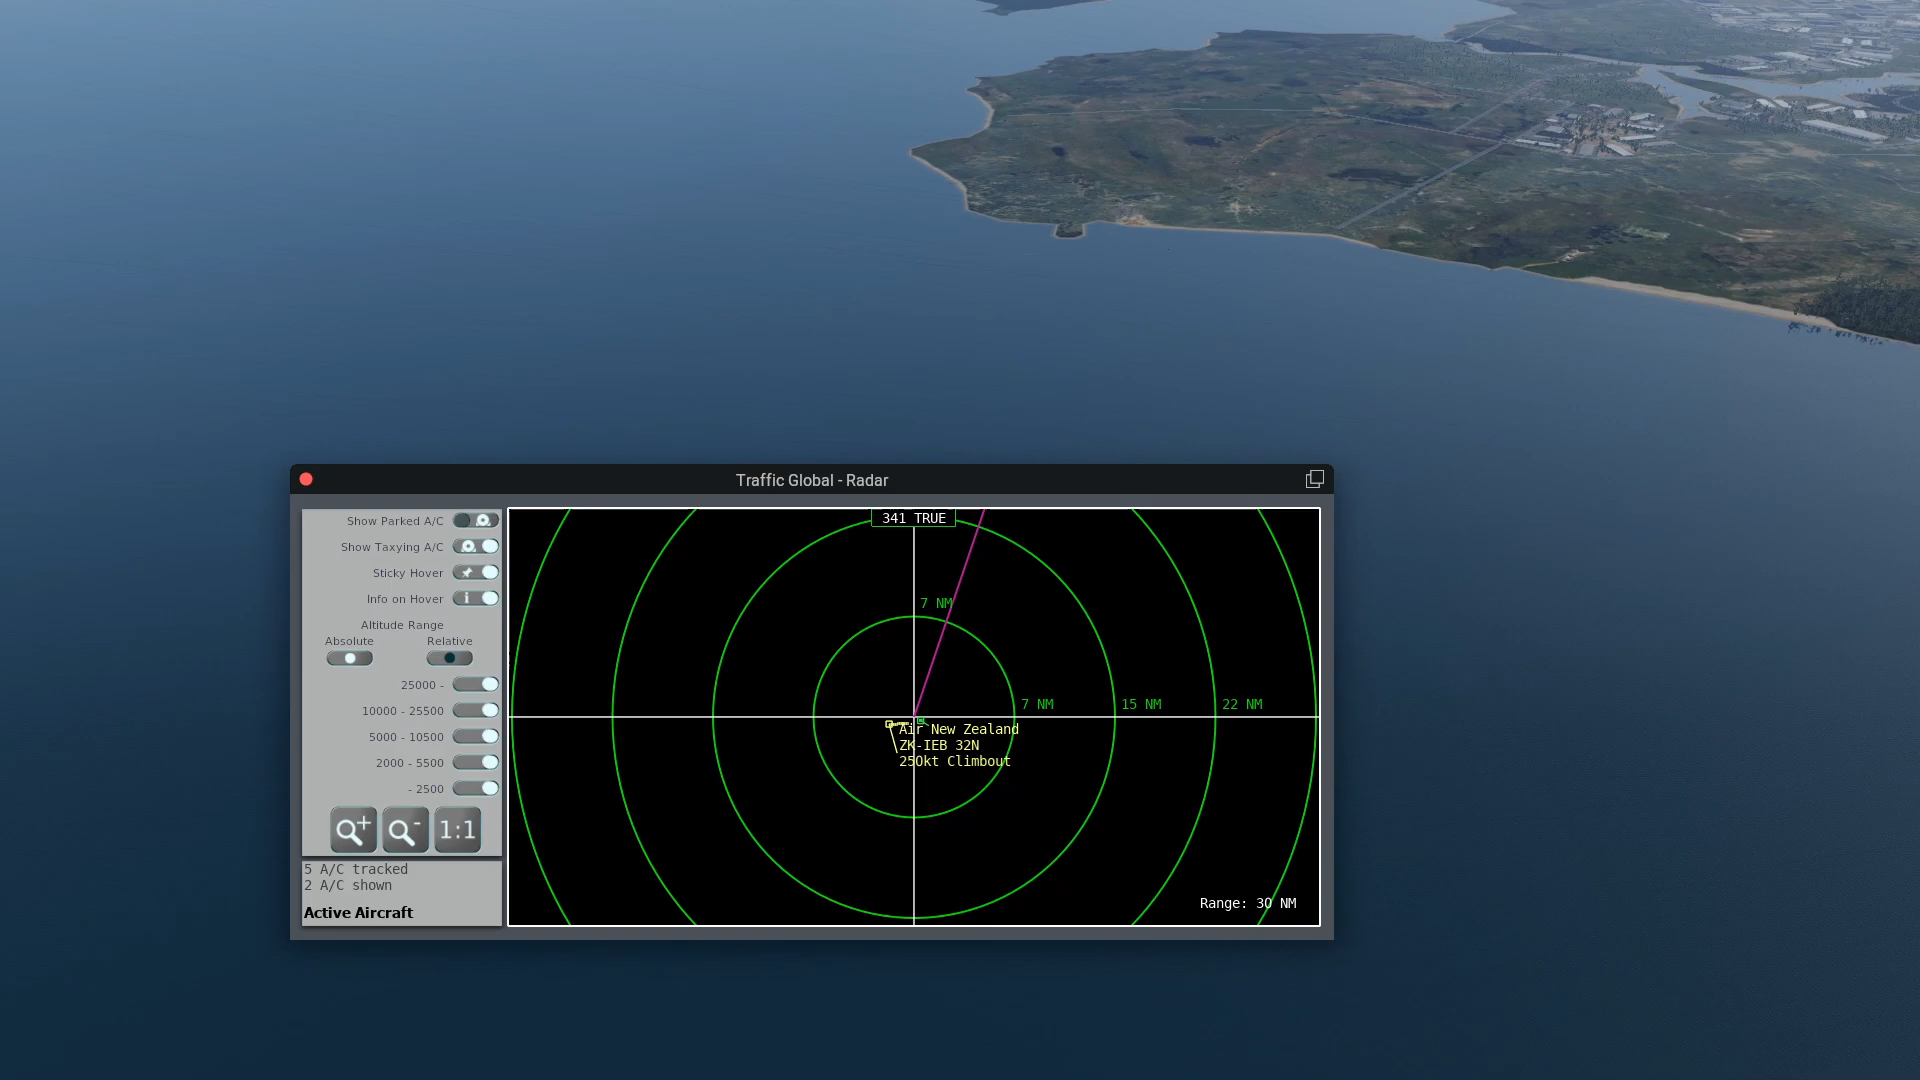 Traffic Global - Radar
Show Parked A/C
Show Taxying A/C
Sticky Hover
Info on Hover
Altitude Range
Absolute Relative
25000 -
10000 - 25500
5000 - 10500
2000 - 5500
- 2500
1:1
5 A/C tracked
2 A/C shown
Active Aircraft
341 TRUE
7 NM
7 NM 15 NM 22 NM
Air New Zealand
ZK-IEB 32N
250kt Climbout
Range: 30 NM